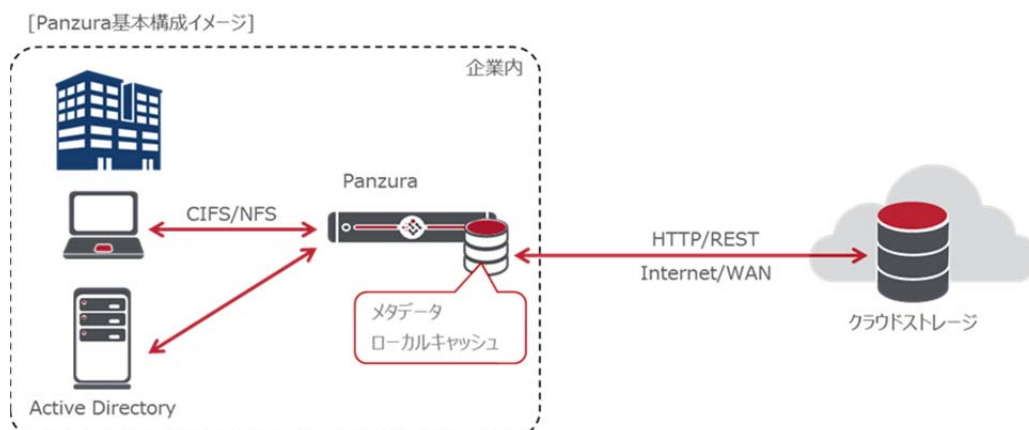 [Panzura基本構成イメージ]
企業内
Panzura
CIFS/NFS
HTTP/REST
Internet/WAN
メタデータ
ローカルキャッシュ
クラウドストレージ
Active Directory